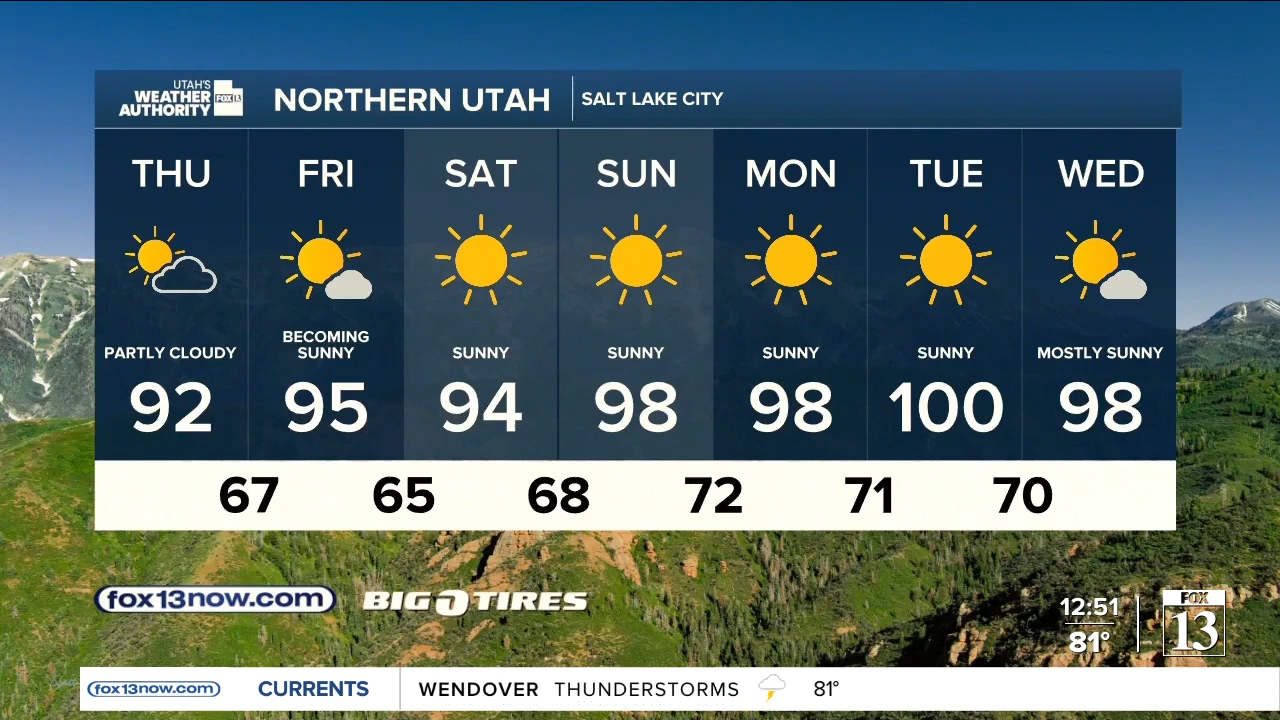 UTAH'S
WEATHER
AUTHORITY
FOX 13
NORTHERN UTAH
SALT LAKE CITY
THU FRI SAT SUN MON TUE WED
PARTLY CLOUDY BECOMING SUNNY SUNNY SUNNY SUNNY SUNNY MOSTLY SUNNY
92 95 94 98 98 100 98
67 65 68 72 71 70
fox13now.com BIG O TIRES
12:51
81°
FOX
13
fox13now.com CURRENTS WENDOVER THUNDERSTORMS 81°